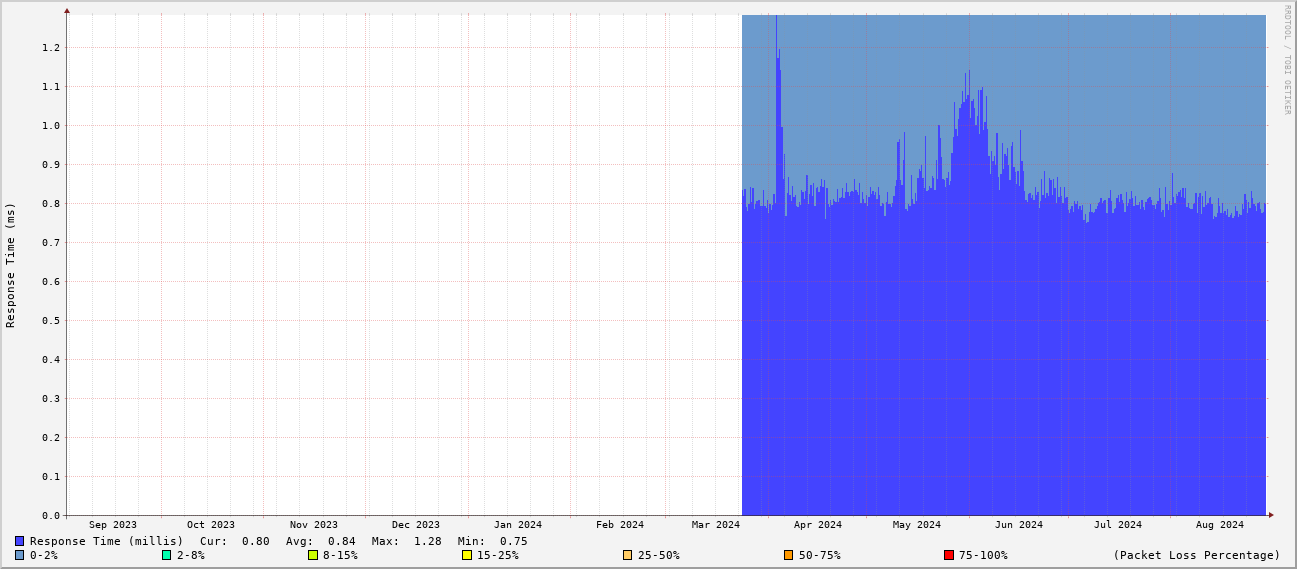 RRDTOOL / TOBI OETIKER
Response Time (ms)
1.2
1.1
1.0
0.9
0.8
0.7
0.6
0.5
0.4
0.3
0.2
0.1
0.0
Sep 2023 Oct 2023 Nov 2023 Dec 2023 Jan 2024 Feb 2024 Mar 2024 Apr 2024 May 2024 Jun 2024 Jul 2024 Aug 2024
Response Time (millis) Cur: 0.80 Avg: 0.84 Max: 1.28 Min: 0.75
0-2% 2-8% 8-15% 15-25% 25-50% 50-75% 75-100% (Packet Loss Percentage)